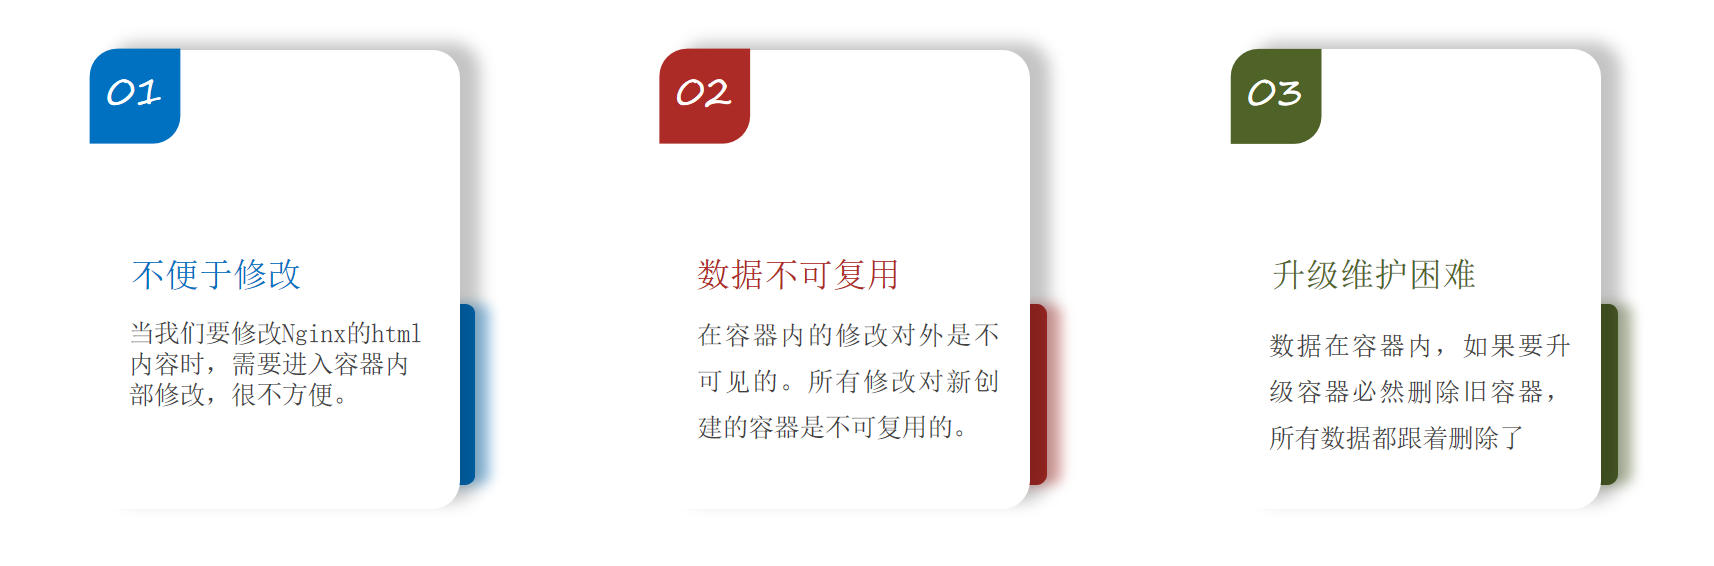 01
不便于修改
当我们要修改Nginx的html
内容时，需要进入容器内
部修改，很不方便。
02
数据不可复用
在容器内的修改对外是不
可见的。所有修改对新创
建的容器是不可复用的。
03
升级维护困难
数据在容器内，如果要升
级容器必然删除旧容器，
所有数据都跟着删除了